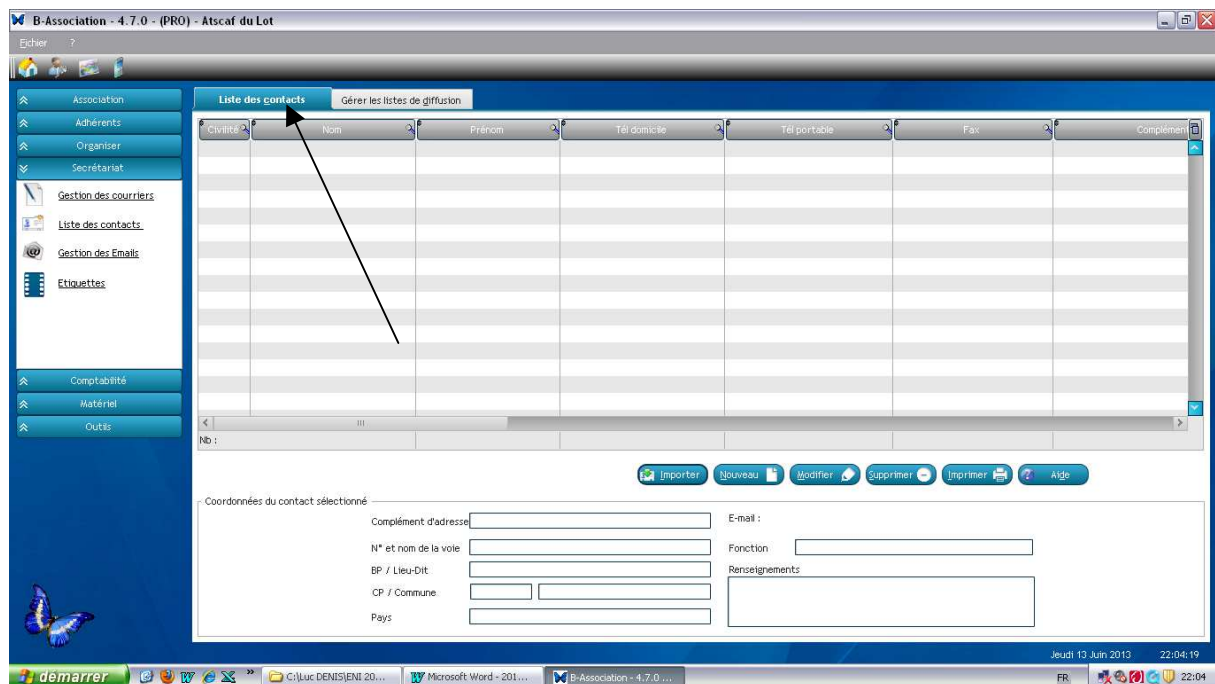 B-Association - 4.7.0 - (PRO) - Atscaf du Lot
Fichier ?
Association
Adhérents
Organiser
Secrétariat
Gestion des courriers
Liste des contacts
Gestion des Emails
Etiquettes
Comptabilité
Matériel
Outils
Liste des contacts Gérer les listes de diffusion
Civilité Nom Prénom Tél domicile Tél portable Fax Complément
Nb :
Importer Nouveau Modifier Supprimer Imprimer Aide
Coordonnées du contact sélectionné
Complément d'adresse
N° et nom de la voie
BP / Lieu-Dit
CP / Commune
Pays
E-mail :
Fonction
Renseignements
Jeudi 13 Juin 2013 22:04:19
démarrer » C:\Luc DENIS\ENI 20... Microsoft Word - 201... B-Association - 4.7.0 ... FR 22:04